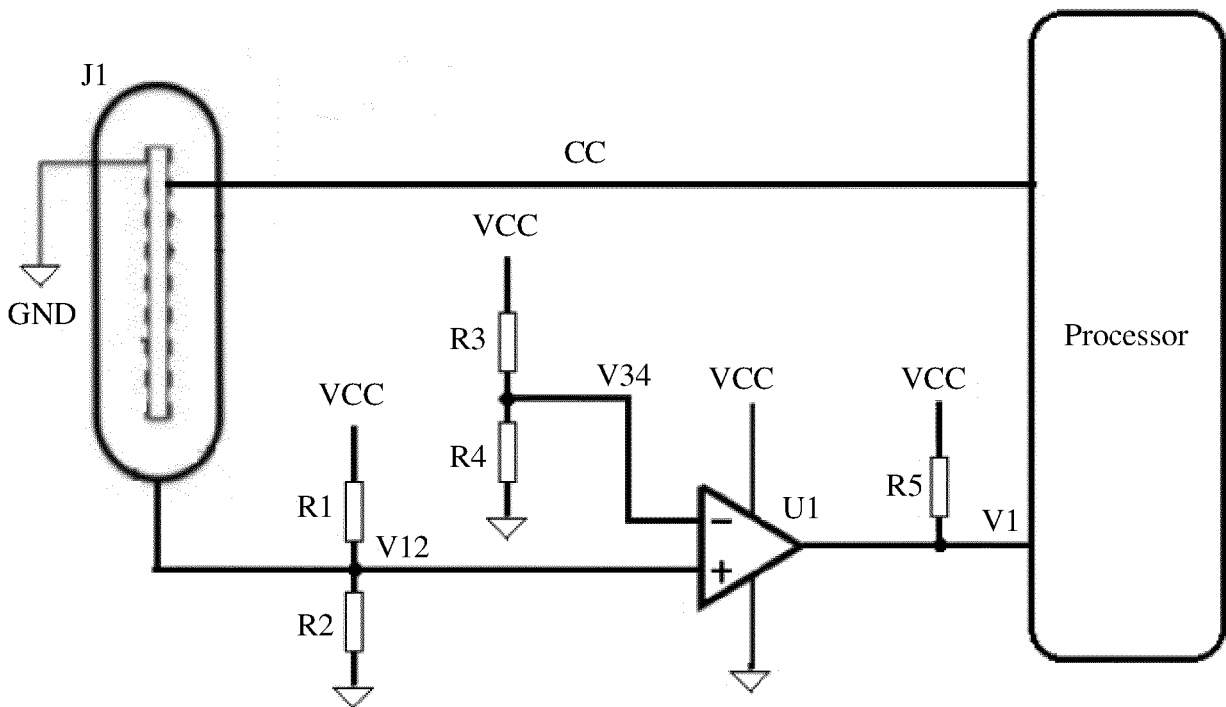 J1
CC
VCC
GND
R3
Processor
V34
VCC
VCC
VCC
R4
R5
U1
R1
V1
V12
−
+
R2